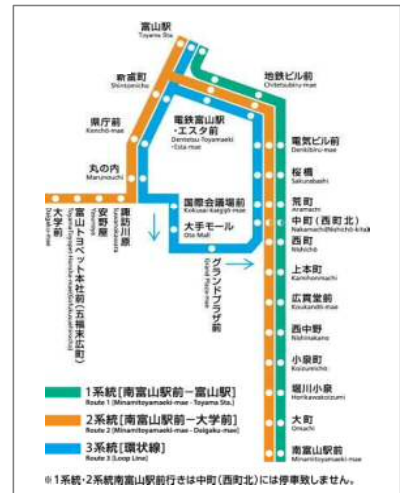 富山駅
Toyama Sta.
新富町
Shintomicho
県庁前
Kenchō-mae
丸の内
Marunouchi
諏訪川原
Suwanokawara
安野屋
Yasunoya
富山トヨペット本社前(五福末広町)
大学前
Daigaku-mae
電鉄富山駅
・エスタ前
Dentetsu-Toyamaeki
・Esta-mae
国際会議場前
Kokusai-kaigijō-mae
大手モール
Ote Mall
グランドプラザ前
Grand Plaza-mae
地鉄ビル前
Chitetsubiru-mae
電気ビル前
Denkibiru-mae
桜橋
Sakurabashi
荒町
Aramachi
中町(西町北)
Nakamachi(Nishichō-kita)
西町
Nishichō
上本町
Kamihonmachi
広貫堂前
Koukandō-mae
西中野
Nishinakano
小泉町
Koizumichō
堀川小泉
Horikawakoizumi
大町
Ōmachi
南富山駅前
Minamitoyamaeki-mae
1系統[南富山駅前ー富山駅]
Route 1 [Minamitoyamaeki-mae - Toyama Sta.]
2系統[南富山駅前ー大学前]
Route 2 [Minamitoyamaeki-mae - Daigaku-mae]
3系統[環状線]
Route 3 [Loop Line]
※1系統・2系統南富山駅前行きは中町(西町北)には停車致しません。